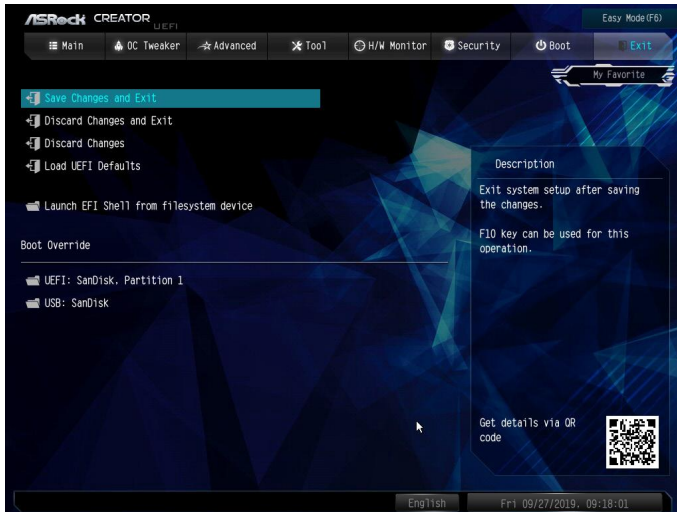 ASRock CREATOR UEFI
Easy Mode(F6)
Main OC Tweaker Advanced Tool H/W Monitor Security Boot Exit
My Favorite
Save Changes and Exit
Discard Changes and Exit
Discard Changes
Load UEFI Defaults
Launch EFI Shell from filesystem device
Boot Override
UEFI: SanDisk, Partition 1
USB: SanDisk
Description
Exit system setup after saving
the changes.
F10 key can be used for this
operation.
Get details via QR
code
English
Fri 09/27/2019, 09:18:01